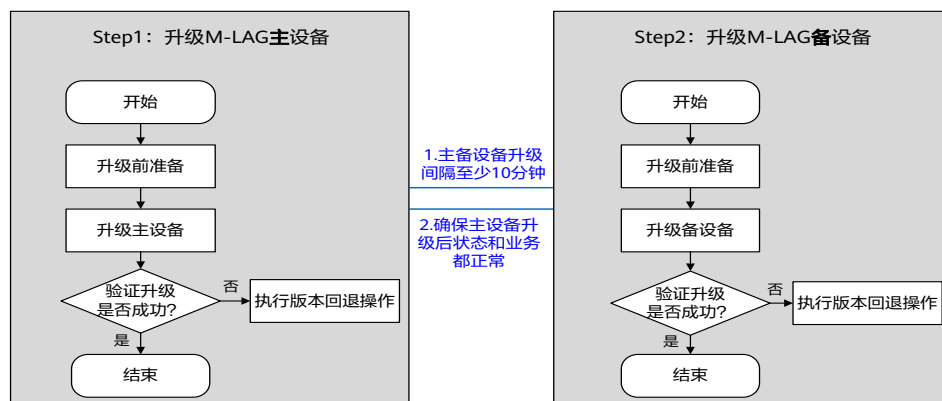 Step1：升级M-LAG主设备
开始
升级前准备
升级主设备
验证升级
是否成功?
否
执行版本回退操作
是
结束
1.主备设备升级
间隔至少10分钟
2.确保主设备升
级后状态和业务
都正常
Step2：升级M-LAG备设备
开始
升级前准备
升级备设备
验证升级
是否成功?
否
执行版本回退操作
是
结束